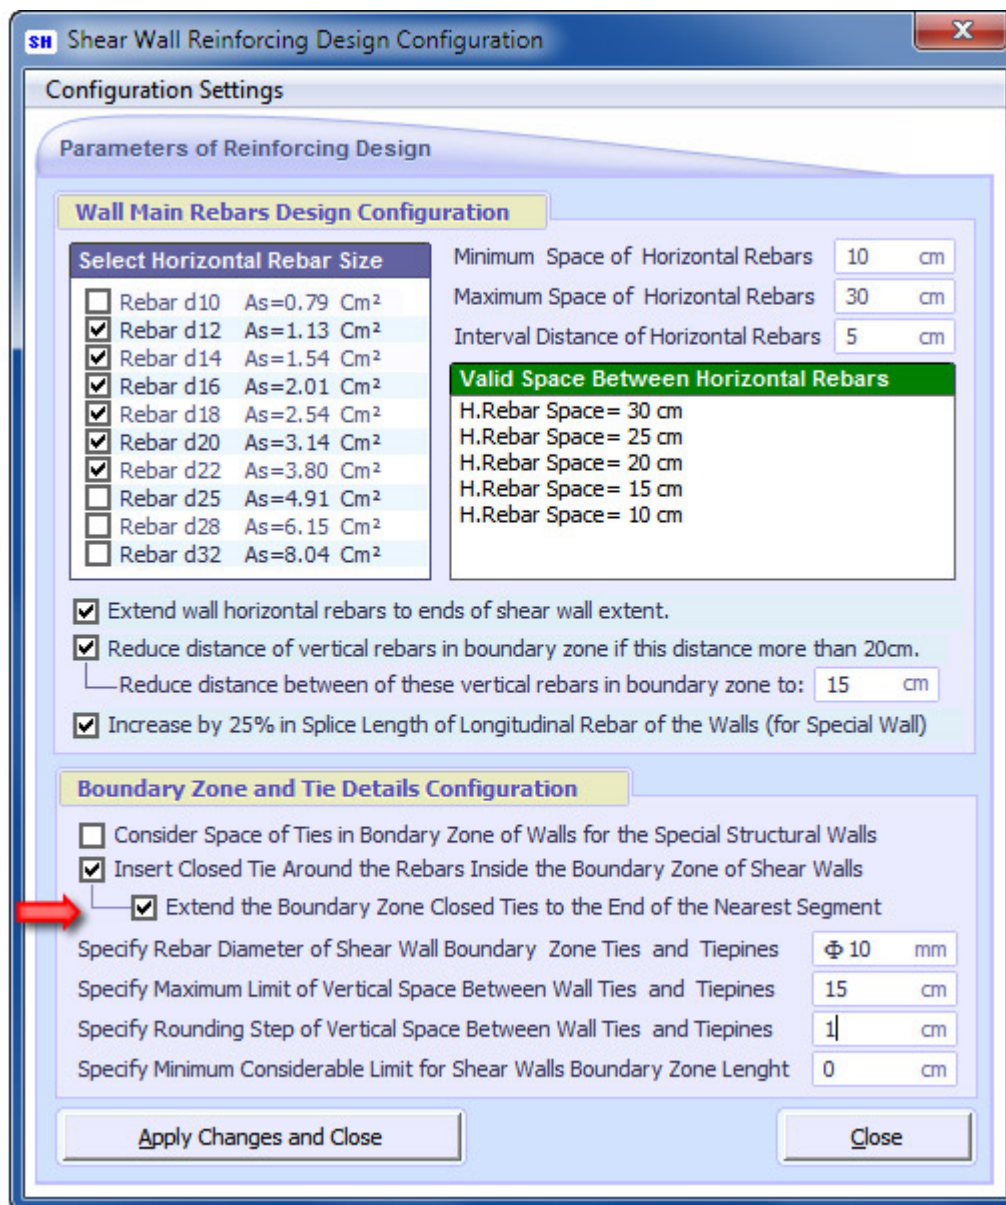 SH Shear Wall Reinforcing Design Configuration
X
Configuration Settings
Parameters of Reinforcing Design
Wall Main Rebars Design Configuration
Select Horizontal Rebar Size
Rebar d10 As=0.79 Cm²
Rebar d12 As=1.13 Cm²
Rebar d14 As=1.54 Cm²
Rebar d16 As=2.01 Cm²
Rebar d18 As=2.54 Cm²
Rebar d20 As=3.14 Cm²
Rebar d22 As=3.80 Cm²
Rebar d25 As=4.91 Cm²
Rebar d28 As=6.15 Cm²
Rebar d32 As=8.04 Cm²
Minimum Space of Horizontal Rebars 10 cm
Maximum Space of Horizontal Rebars 30 cm
Interval Distance of Horizontal Rebars 5 cm
Valid Space Between Horizontal Rebars
H.Rebar Space= 30 cm
H.Rebar Space= 25 cm
H.Rebar Space= 20 cm
H.Rebar Space= 15 cm
H.Rebar Space= 10 cm
Extend wall horizontal rebars to ends of shear wall extent.
Reduce distance of vertical rebars in boundary zone if this distance more than 20cm.
Reduce distance between of these vertical rebars in boundary zone to: 15 cm
Increase by 25% in Splice Length of Longitudinal Rebar of the Walls (for Special Wall)
Boundary Zone and Tie Details Configuration
Consider Space of Ties in Bondary Zone of Walls for the Special Structural Walls
Insert Closed Tie Around the Rebars Inside the Boundary Zone of Shear Walls
Extend the Boundary Zone Closed Ties to the End of the Nearest Segment
Specify Rebar Diameter of Shear Wall Boundary Zone Ties and Tiepines Φ 10 mm
Specify Maximum Limit of Vertical Space Between Wall Ties and Tiepines 15 cm
Specify Rounding Step of Vertical Space Between Wall Ties and Tiepines 1 cm
Specify Minimum Considerable Limit for Shear Walls Boundary Zone Lenght 0 cm
Apply Changes and Close
Close